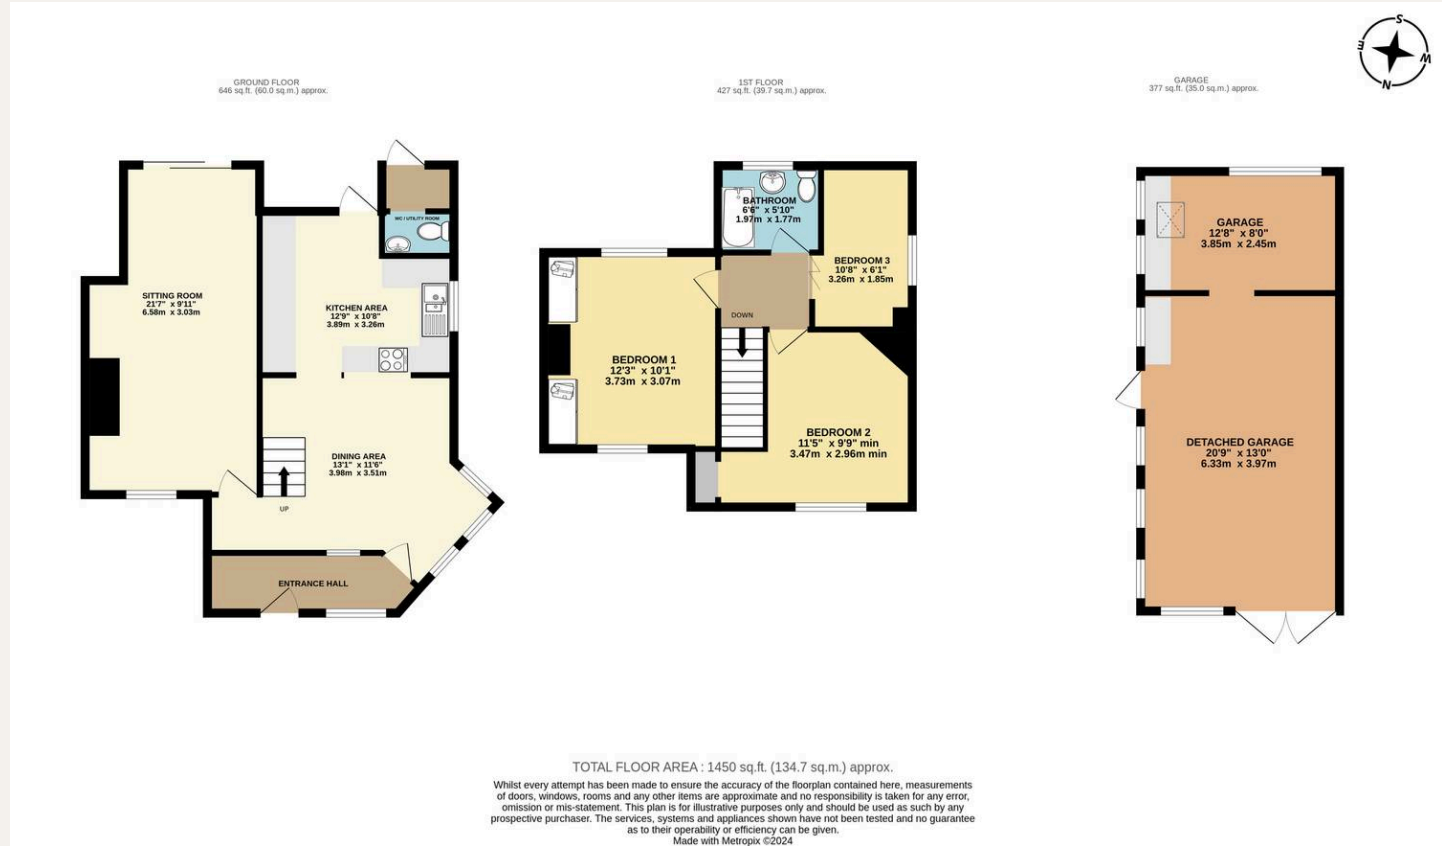 S
E
W
N
GROUND FLOOR
646 sq.ft. (60.0 sq.m.) approx.
1ST FLOOR
427 sq.ft. (39.7 sq.m.) approx.
GARAGE
377 sq.ft. (35.0 sq.m.) approx.
WC / UTILITY ROOM
SITTING ROOM
21'7" x 9'11"
6.58m x 3.03m
KITCHEN AREA
12'9" x 10'8"
3.89m x 3.26m
DINING AREA
13'1" x 11'6"
3.98m x 3.51m
UP
ENTRANCE HALL
BATHROOM
6'6" x 5'10"
1.97m x 1.77m
BEDROOM 3
10'8" x 6'1"
3.26m x 1.85m
DOWN
BEDROOM 1
12'3" x 10'1"
3.73m x 3.07m
BEDROOM 2
11'5" x 9'9" min
3.47m x 2.96m min
GARAGE
12'8" x 8'0"
3.85m x 2.45m
DETACHED GARAGE
20'9" x 13'0"
6.33m x 3.97m
TOTAL FLOOR AREA : 1450 sq.ft. (134.7 sq.m.) approx.
Whilst every attempt has been made to ensure the accuracy of the floorplan contained here, measurements
of doors, windows, rooms and any other items are approximate and no responsibility is taken for any error,
omission or mis-statement. This plan is for illustrative purposes only and should be used as such by any
prospective purchaser. The services, systems and appliances shown have not been tested and no guarantee
as to their operability or efficiency can be given.
Made with Metropix ©2024